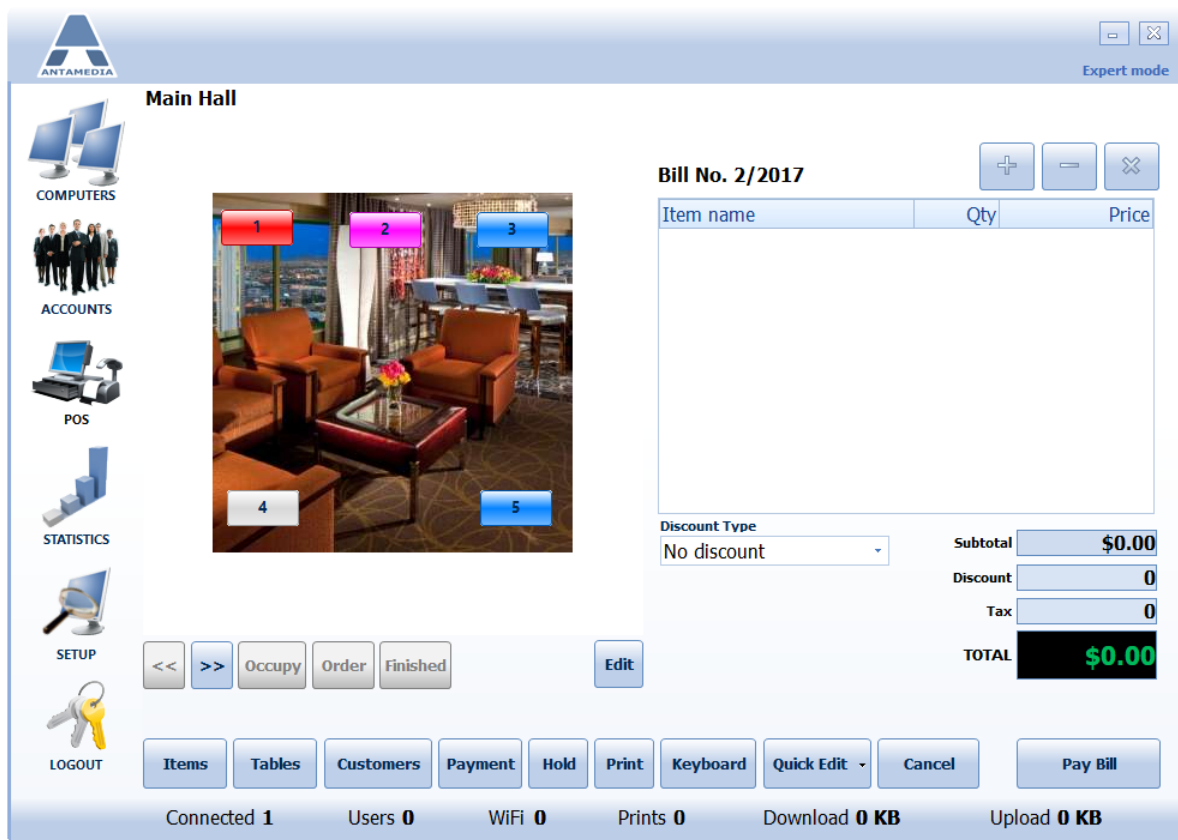 ANTAMEDIA
Expert mode
COMPUTERS
ACCOUNTS
POS
STATISTICS
SETUP
LOGOUT
Main Hall
1 2 3
4 5
<< >> Occupy Order Finished Edit
Bill No. 2/2017
Item name Qty Price
Discount Type
No discount
Subtotal $0.00
Discount 0
Tax 0
TOTAL $0.00
Items Tables Customers Payment Hold Print Keyboard Quick Edit Cancel Pay Bill
Connected 1 Users 0 WiFi 0 Prints 0 Download 0 KB Upload 0 KB